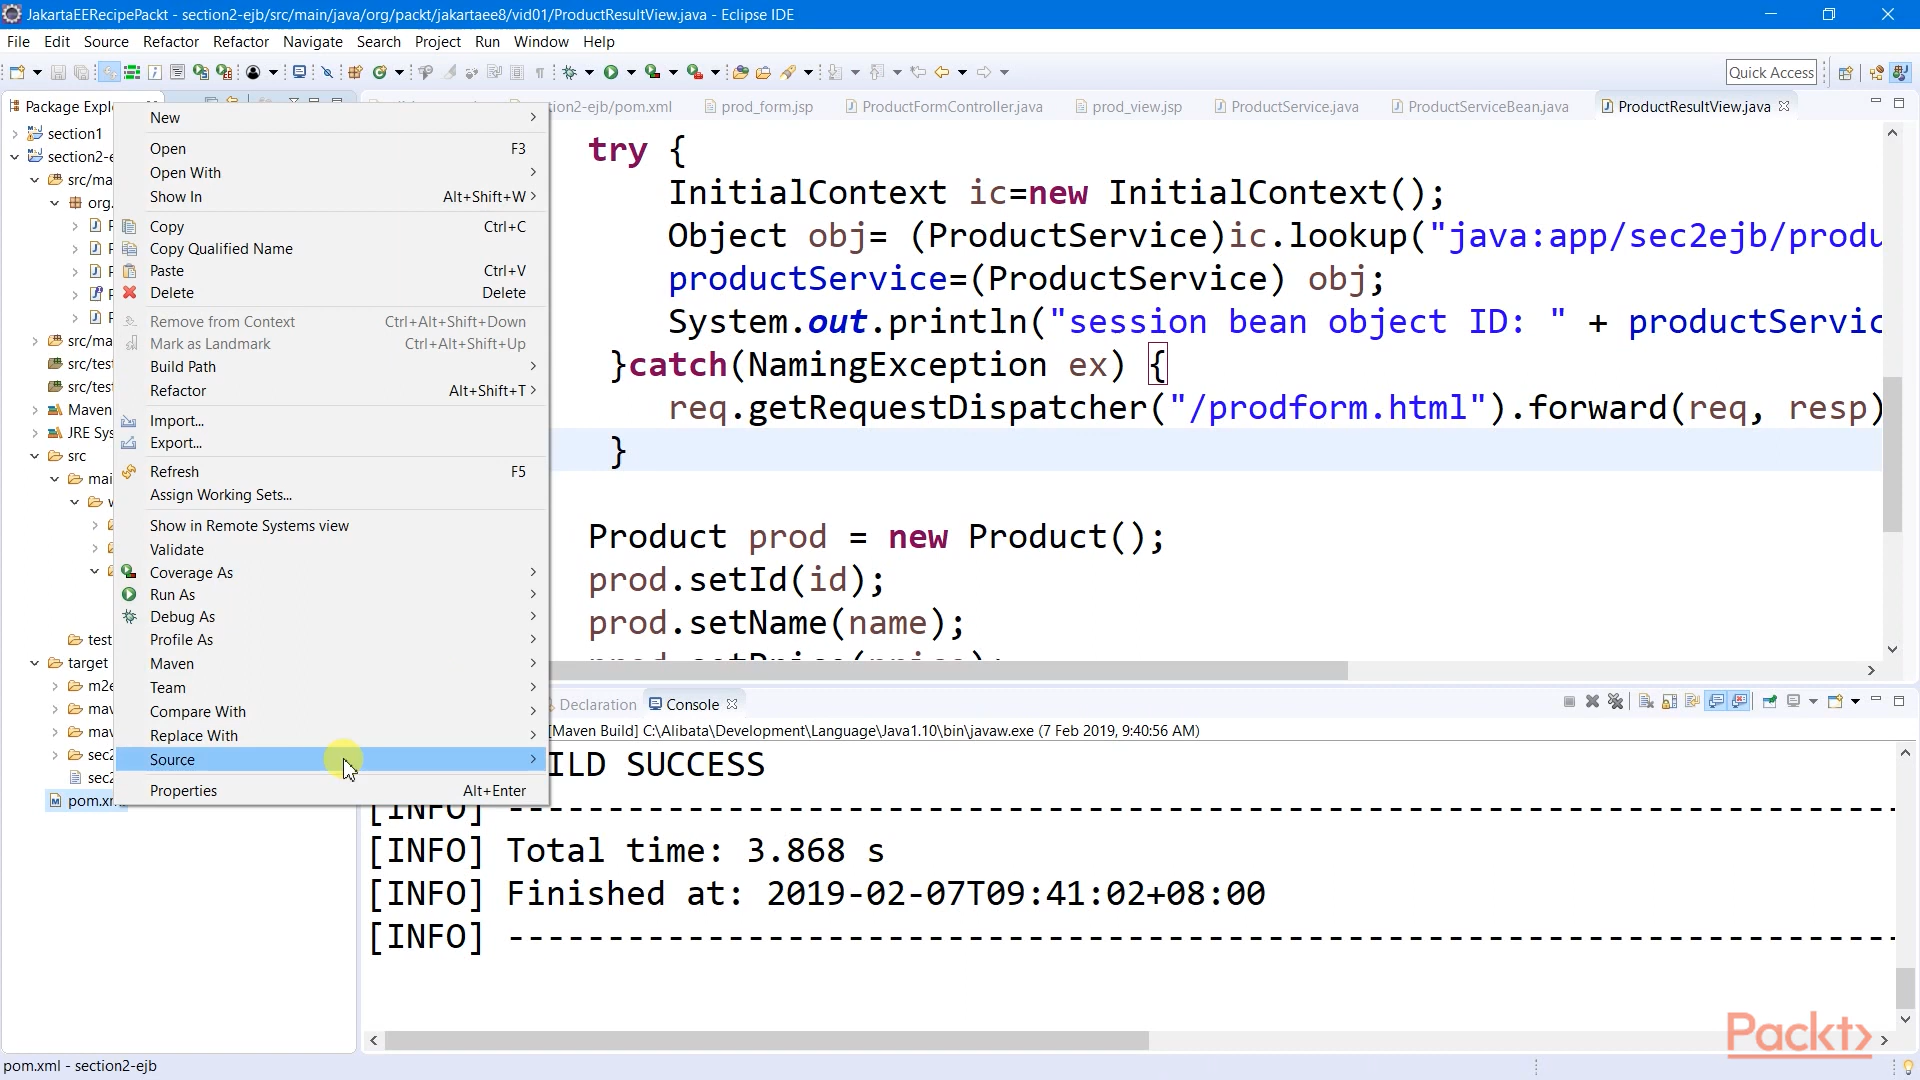 JakartaEERecipePackt - section2-ejb/src/main/java/org/packt/jakartaee8/vid01/ProductResultView.java - Eclipse IDE
File Edit Source Refactor Refactor Navigate Search Project Run Window Help
Quick Access
Package Expl
tion2-ejb/pom.xml prod_form.jsp ProductFormController.java prod_view.jsp ProductService.java ProductServiceBean.java ProductResultView.java
section1
section2-e
src/ma
org.
src/ma
src/test
src/test
Maven
JRE Sys
src
mai
test
target
m2e
mav
mav
sec2
sec2
pom.xm
New
Open F3
Open With
Show In Alt+Shift+W
Copy Ctrl+C
Copy Qualified Name
Paste Ctrl+V
Delete Delete
Remove from Context Ctrl+Alt+Shift+Down
Mark as Landmark Ctrl+Alt+Shift+Up
Build Path
Refactor Alt+Shift+T
Import...
Export...
Refresh F5
Assign Working Sets...
Show in Remote Systems view
Validate
Coverage As
Run As
Debug As
Profile As
Maven
Team
Compare With
Replace With
Source
Properties Alt+Enter
try {
InitialContext ic=new InitialContext();
Object obj= (ProductService)ic.lookup("java:app/sec2ejb/produ
productService=(ProductService) obj;
System.out.println("session bean object ID: " + productServic
}catch(NamingException ex) {
req.getRequestDispatcher("/prodform.html").forward(req, resp)
}
Product prod = new Product();
prod.setId(id);
prod.setName(name);
prod.setPrice(price);
Declaration Console
[Maven Build] C:\Alibata\Development\Language\Java1.10\bin\javaw.exe (7 Feb 2019, 9:40:56 AM)
ILD SUCCESS
[INFO] ----------------------------------------------------------------------
[INFO] Total time: 3.868 s
[INFO] Finished at: 2019-02-07T09:41:02+08:00
[INFO] ----------------------------------------------------------------------
Packt>
pom.xml - section2-ejb